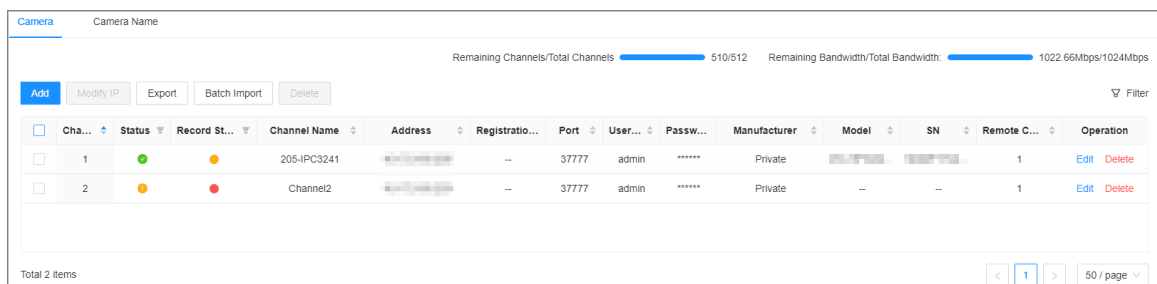 Camera Camera Name
Remaining Channels/Total Channels 510/512 Remaining Bandwidth/Total Bandwidth: 1022.66Mbps/1024Mbps
Add Modify IP Export Batch Import Delete Filter
Cha... Status Record St... Channel Name Address Registratio... Port User... Passw... Manufacturer Model SN Remote C... Operation
1 205-IPC3241 -- 37777 admin ****** Private 1 Edit Delete
2 Channel2 -- 37777 admin ****** Private -- -- 1 Edit Delete
Total 2 items < 1 > 50 / page